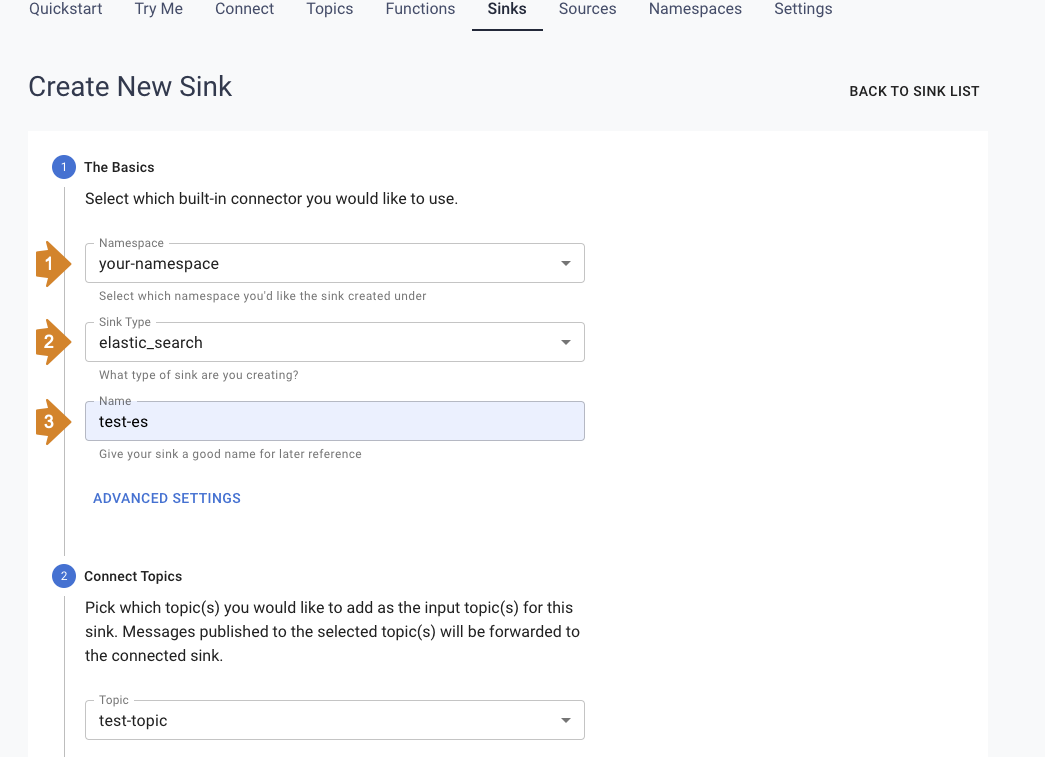 Quickstart Try Me Connect Topics Functions Sinks Sources Namespaces Settings
Create New Sink
BACK TO SINK LIST
1 The Basics
Select which built-in connector you would like to use.
Namespace
1 your-namespace
Select which namespace you'd like the sink created under
Sink Type
2 elastic_search
What type of sink are you creating?
Name
3 test-es
Give your sink a good name for later reference
ADVANCED SETTINGS
2 Connect Topics
Pick which topic(s) you would like to add as the input topic(s) for this
sink. Messages published to the selected topic(s) will be forwarded to
the connected sink.
Topic
test-topic